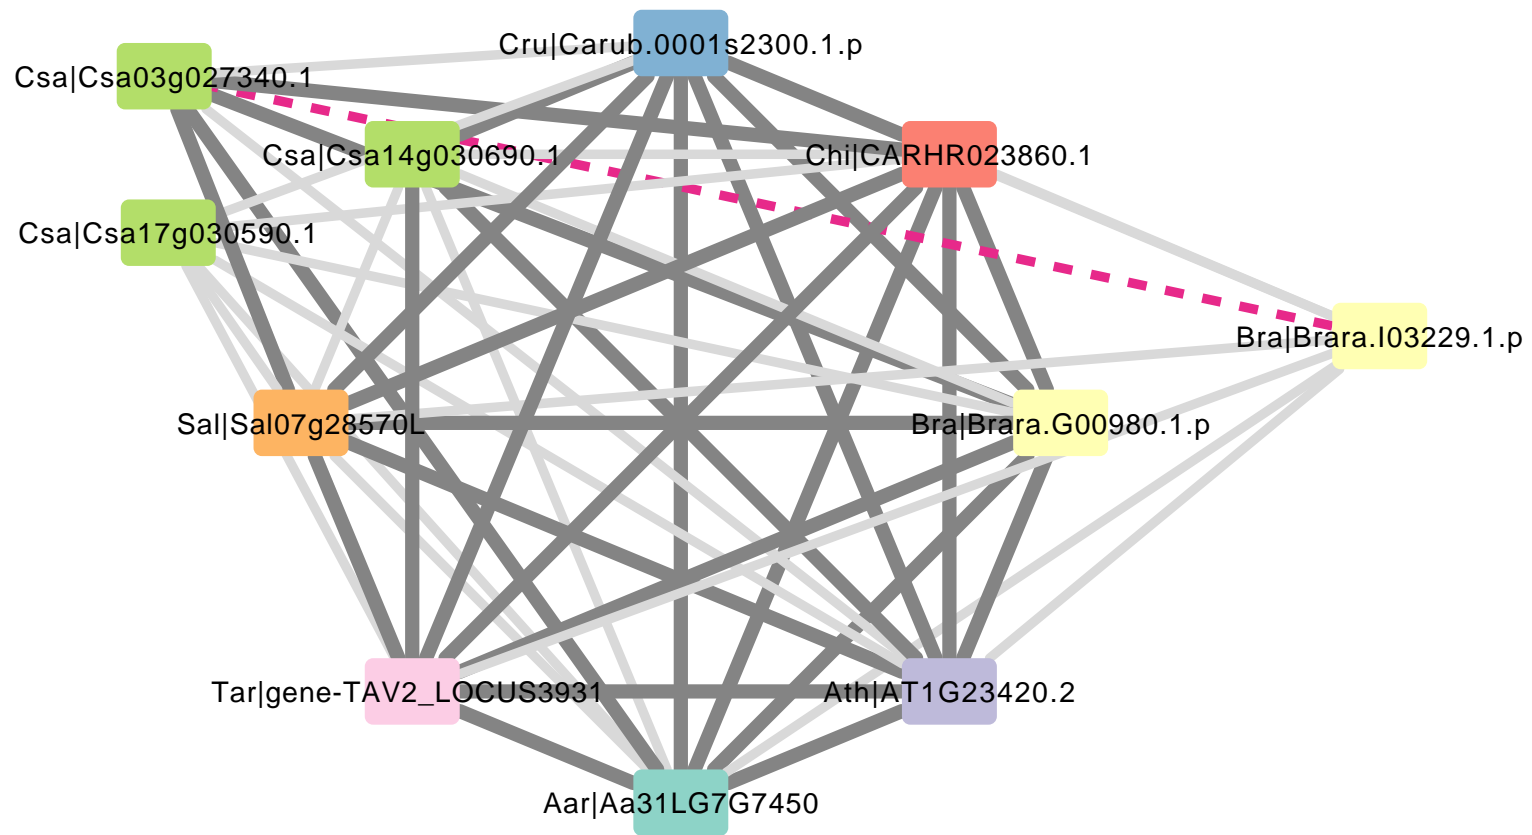 Cru|Carub.0001s2300.1.p
Csa|Csa03g027340.1
Csa|Csa14g030690.1
Chi|CARHR023860.1
Csa|Csa17g030590.1
Bra|Brara.I03229.1.p
Sal|Sal07g28570L
Bra|Brara.G00980.1.p
Tar|gene-TAV2_LOCUS3931
Ath|AT1G23420.2
Aar|Aa31LG7G7450